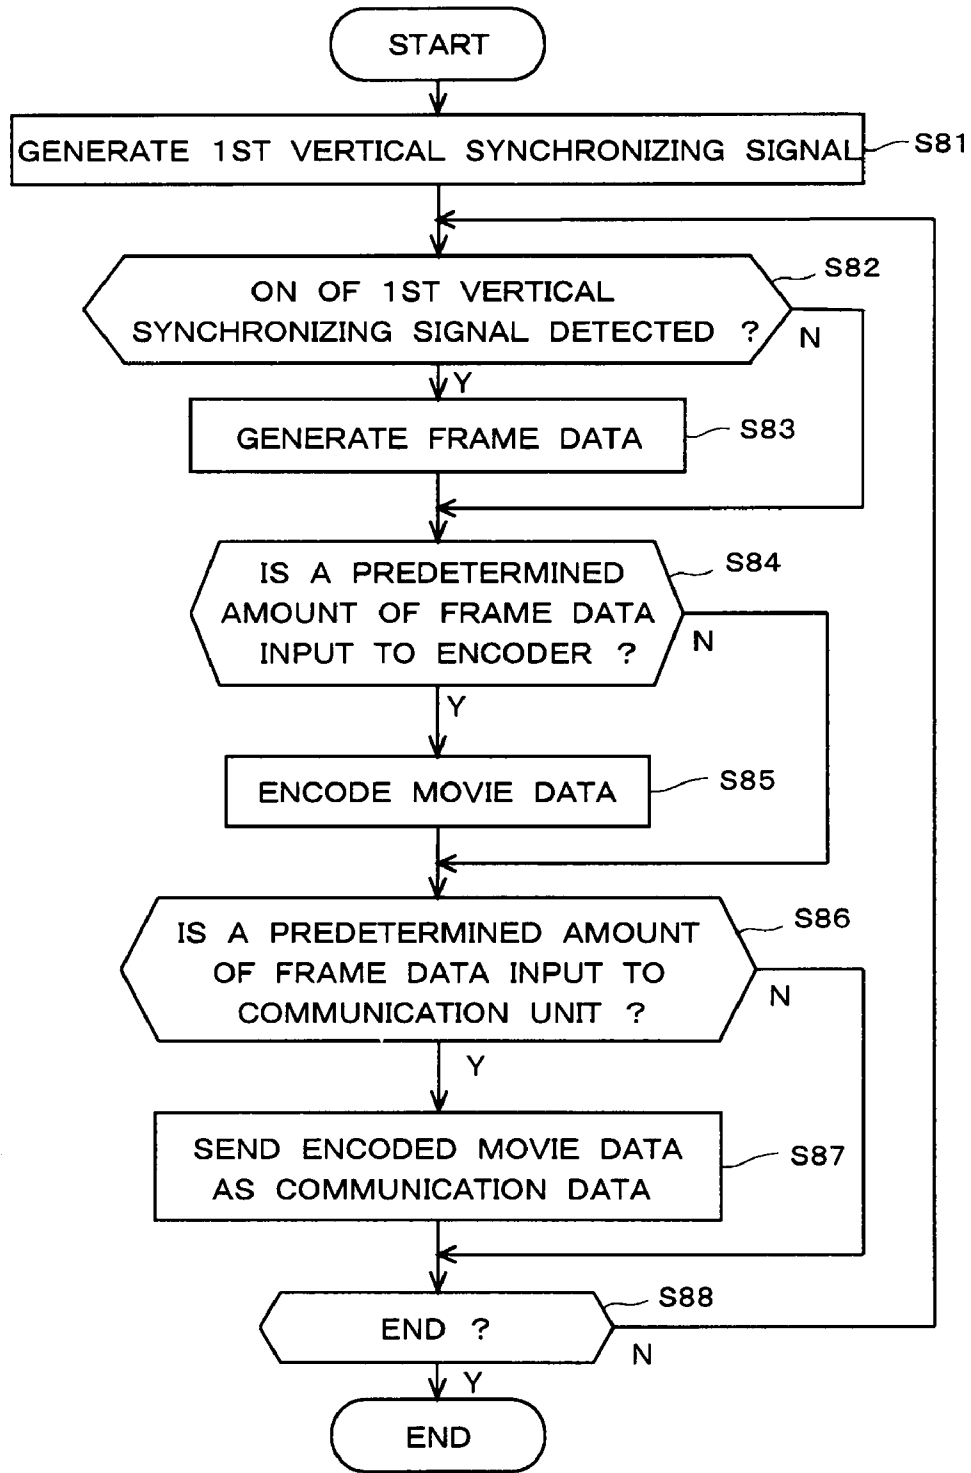 START
GENERATE 1ST VERTICAL SYNCHRONIZING SIGNAL
S81
ON OF 1ST VERTICAL
SYNCHRONIZING SIGNAL DETECTED ?
S82
N
Y
GENERATE FRAME DATA
S83
IS A PREDETERMINED
AMOUNT OF FRAME DATA
INPUT TO ENCODER ?
S84
N
Y
ENCODE MOVIE DATA
S85
IS A PREDETERMINED AMOUNT
OF FRAME DATA INPUT TO
COMMUNICATION UNIT ?
S86
N
Y
SEND ENCODED MOVIE DATA
AS COMMUNICATION DATA
S87
END ?
S88
N
Y
END